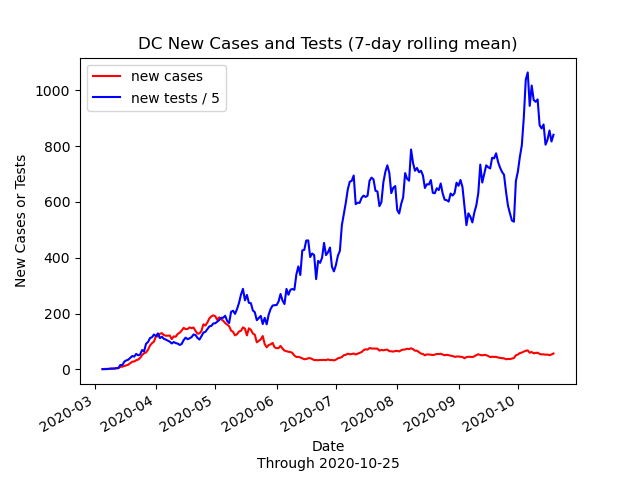 DC New Cases and Tests (7-day rolling mean)
new cases
new tests / 5
New Cases or Tests
1000
800
600
400
200
0
2020-03
2020-04
2020-05
2020-06
2020-07
2020-08
2020-09
2020-10
Date
Through 2020-10-25